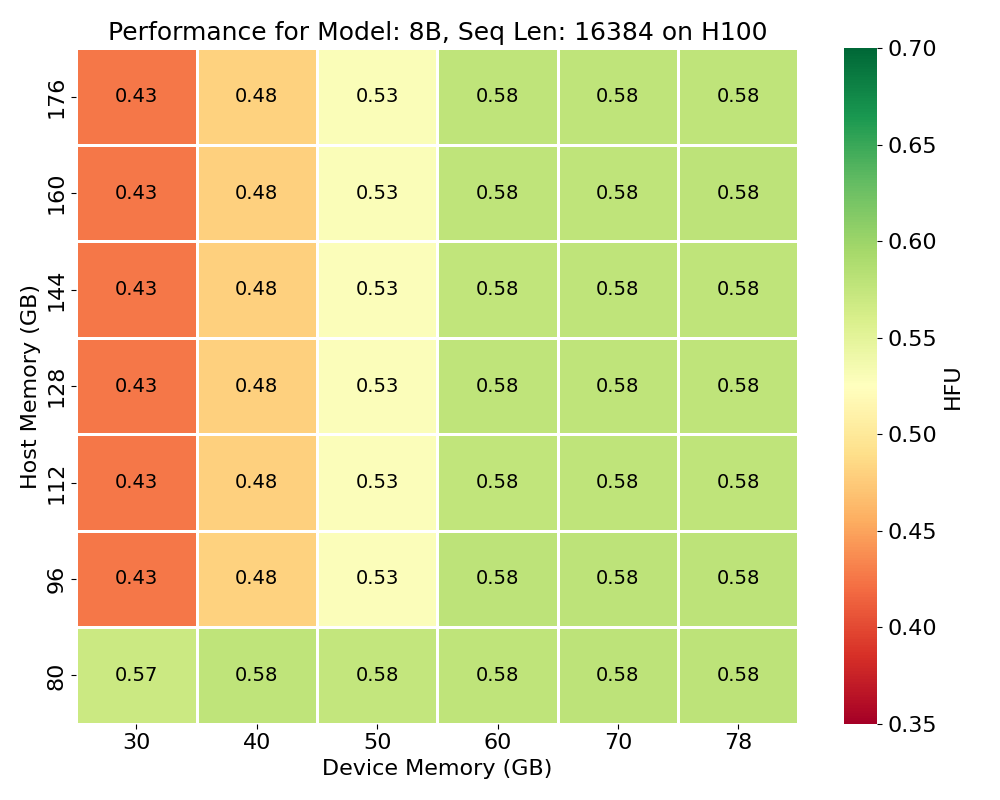 Performance for Model: 8B, Seq Len: 16384 on H100
Host Memory (GB)
176 0.43 0.48 0.53 0.58 0.58 0.58
160 0.43 0.48 0.53 0.58 0.58 0.58
144 0.43 0.48 0.53 0.58 0.58 0.58
128 0.43 0.48 0.53 0.58 0.58 0.58
112 0.43 0.48 0.53 0.58 0.58 0.58
96 0.43 0.48 0.53 0.58 0.58 0.58
80 0.57 0.58 0.58 0.58 0.58 0.58
30 40 50 60 70 78
Device Memory (GB)
0.70
0.65
0.60
0.55
0.50
0.45
0.40
0.35
HFU